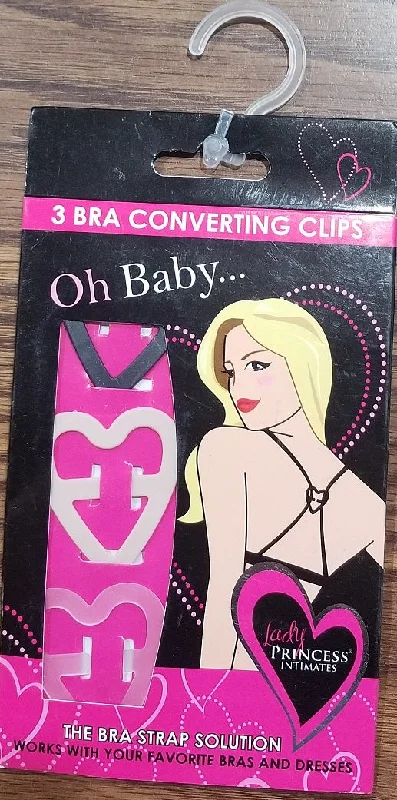 3 BRA CONVERTING CLIPS
Oh Baby...
Lady
PRINCESS
INTIMATES
THE BRA STRAP SOLUTION
WORKS WITH YOUR FAVORITE BRAS AND DRESSES